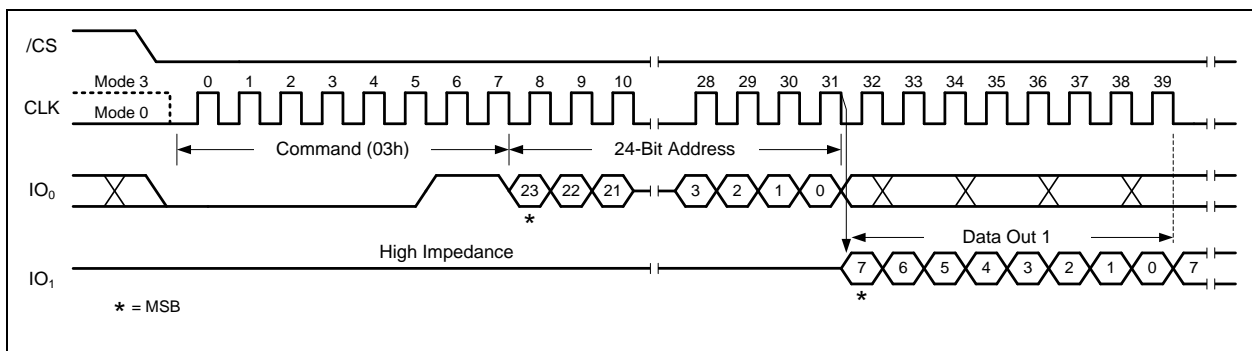 /CS
Mode 3
0 1 2 3 4 5 6 7 8 9 10 28 29 30 31 32 33 34 35 36 37 38 39
CLK
Mode 0
Command (03h) 24-Bit Address
IO0 23 22 21 3 2 1 0
*
Data Out 1
High Impedance
IO1 7 6 5 4 3 2 1 0 7
*
* = MSB